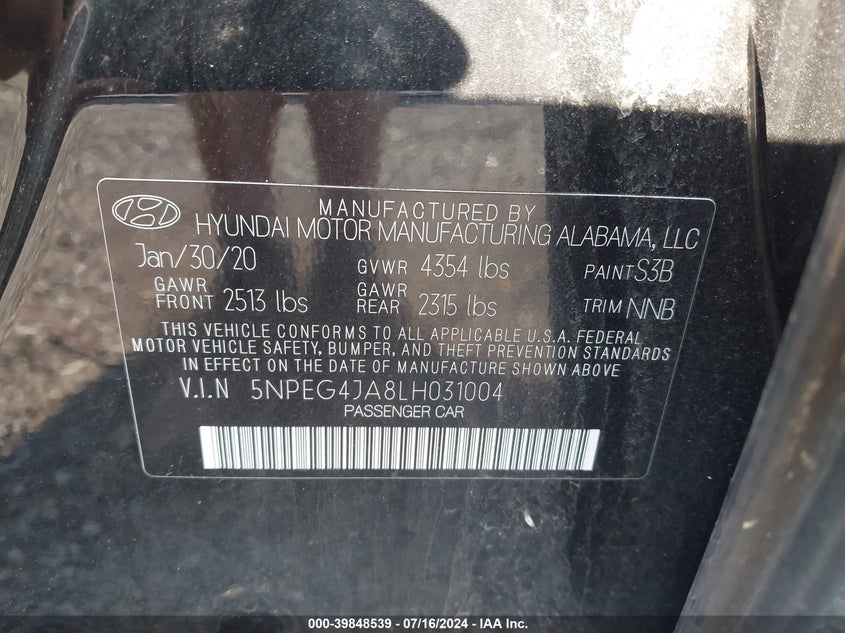 MANUFACTURED BY
HYUNDAI MOTOR MANUFACTURING ALABAMA, LLC
Jan/30/20 GVWR 4354 lbs PAINT S3B
GAWR FRONT 2513 lbs GAWR REAR 2315 lbs TRIM NNB
THIS VEHICLE CONFORMS TO ALL APPLICABLE U.S.A. FEDERAL
MOTOR VEHICLE SAFETY, BUMPER, AND THEFT PREVENTION STANDARDS
IN EFFECT ON THE DATE OF MANUFACTURE SHOWN ABOVE.
V.I.N 5NPEG4JA8LH031004
PASSENGER CAR
000-39848539 - 07/16/2024 - IAA Inc.